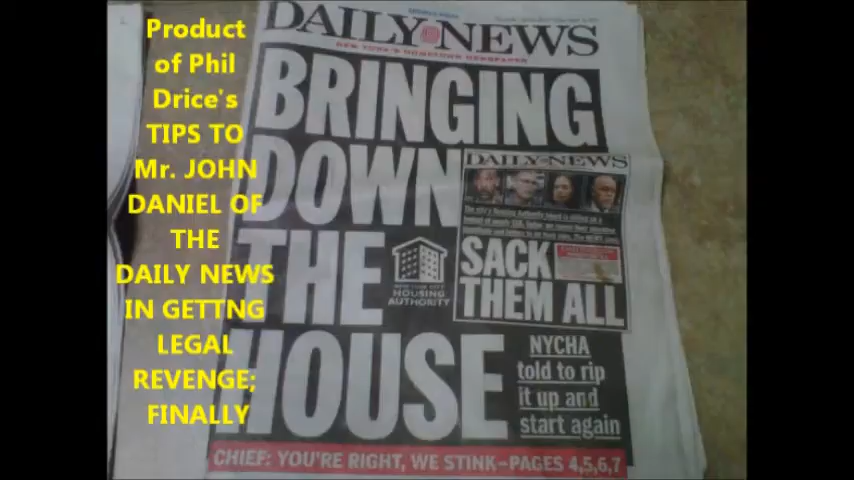 Product
of Phil
Drice's
TIPS TO
Mr. JOHN
DANIEL OF
THE
DAILY NEWS
IN GETTNG
LEGAL
REVENGE;
FINALLY
DAILY NEWS
NEW YORK'S HOMETOWN NEWSPAPER
BRINGING
DOWN
THE
HOUSE
NEW YORK CITY
HOUSING
AUTHORITY
DAILY NEWS
SACK
THEM ALL
NYCHA
told to rip
it up and
start again
CHIEF: YOU'RE RIGHT, WE STINK–PAGES 4,5,6,7